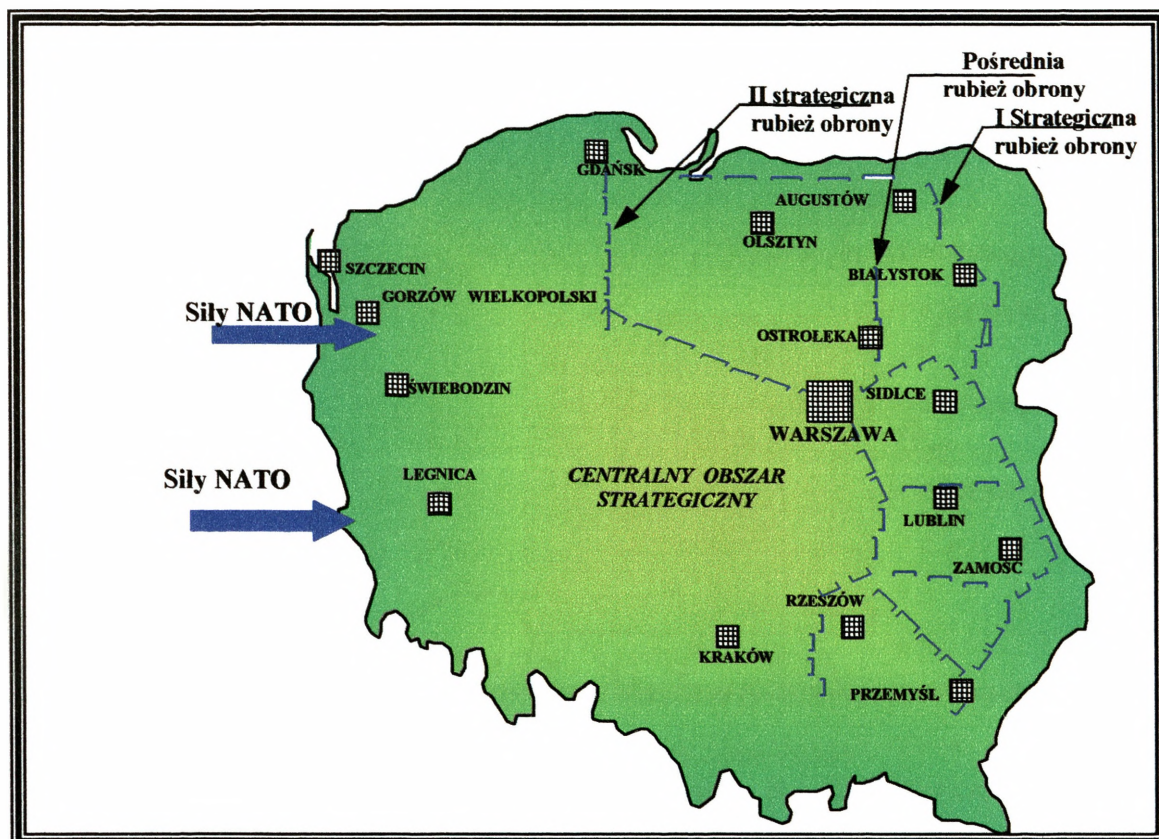 Pośrednia
rubież obrony
II strategiczna
rubież obrony
I Strategiczna
rubież obrony
GDAŃSK
AUGUSTÓW
OLSZTYN
BIAŁYSTOK
SZCZECIN
GORZÓW WIELKOPOLSKI
Siły NATO
OSTROŁĘKA
ŚWIEBODZIN
SIDLCE
WARSZAWA
Siły NATO
LEGNICA
CENTRALNY OBSZAR
STRATEGICZNY
LUBLIN
ZAMOŚC
RZESZÓW
KRAKÓW
PRZEMYŚL